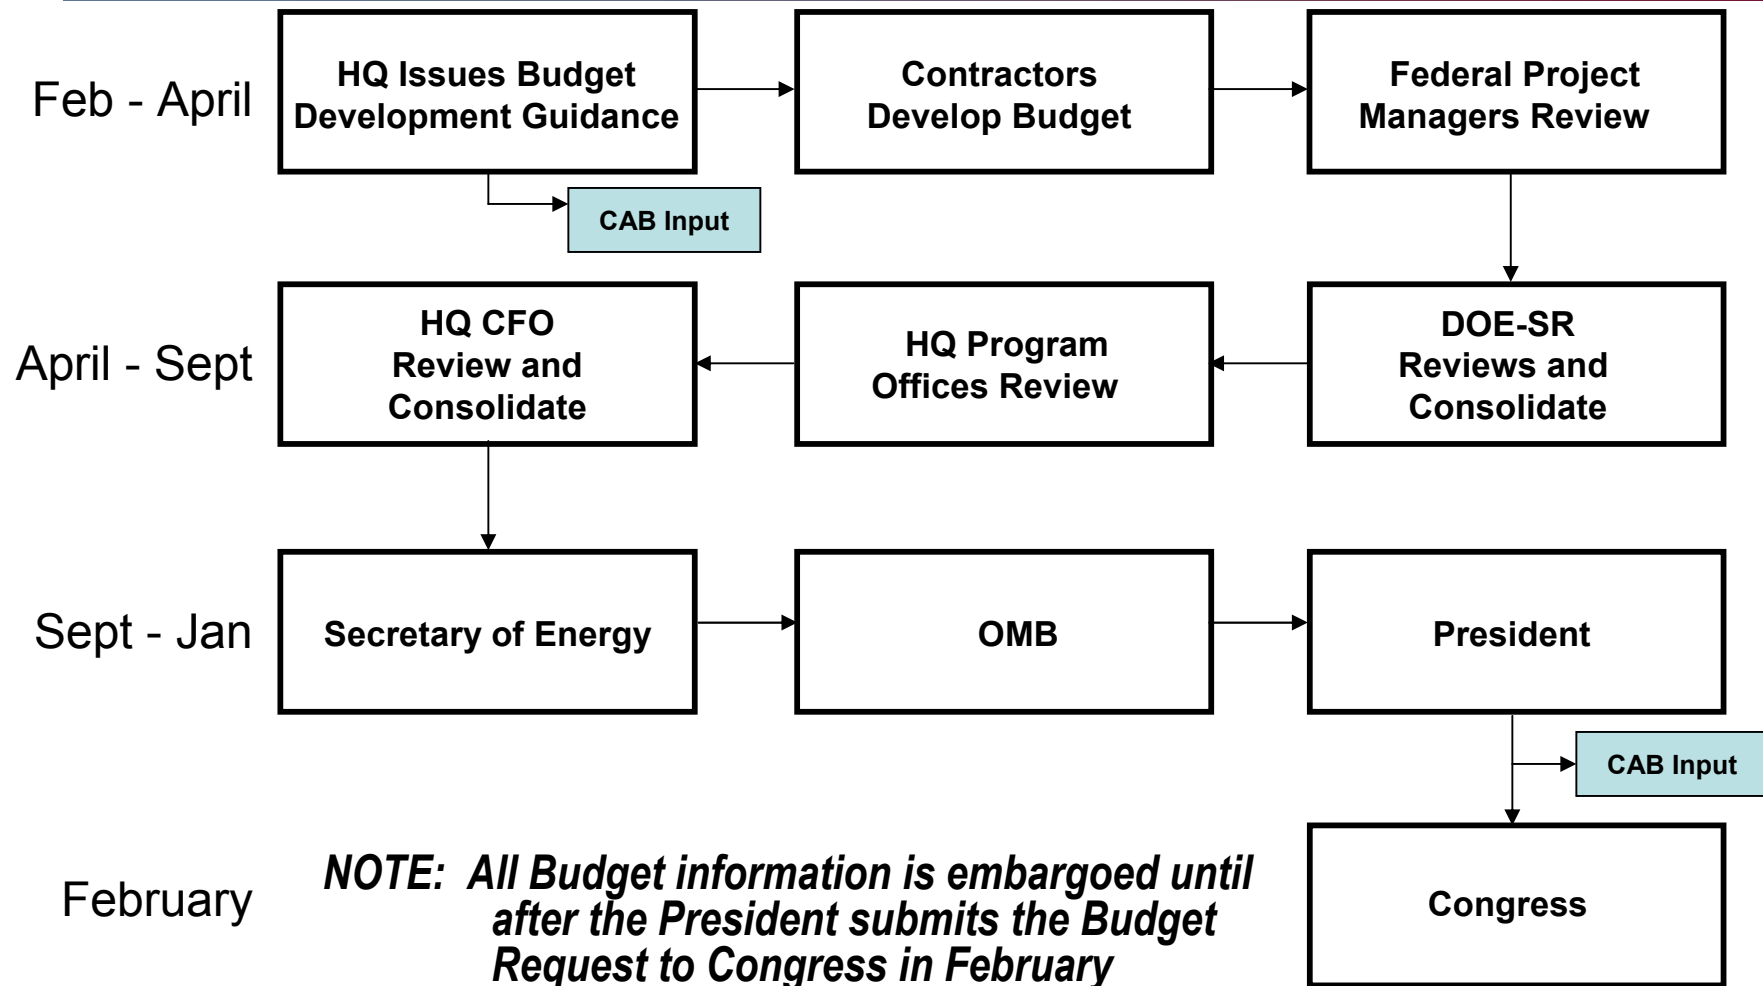 Feb - April
HQ Issues Budget
Development Guidance
Contractors
Develop Budget
Federal Project
Managers Review
CAB Input
April - Sept
HQ CFO
Review and
Consolidate
HQ Program
Offices Review
DOE-SR
Reviews and
Consolidate
Sept - Jan
Secretary of Energy
OMB
President
CAB Input
February
NOTE: All Budget information is embargoed until
after the President submits the Budget
Request to Congress in February
Congress